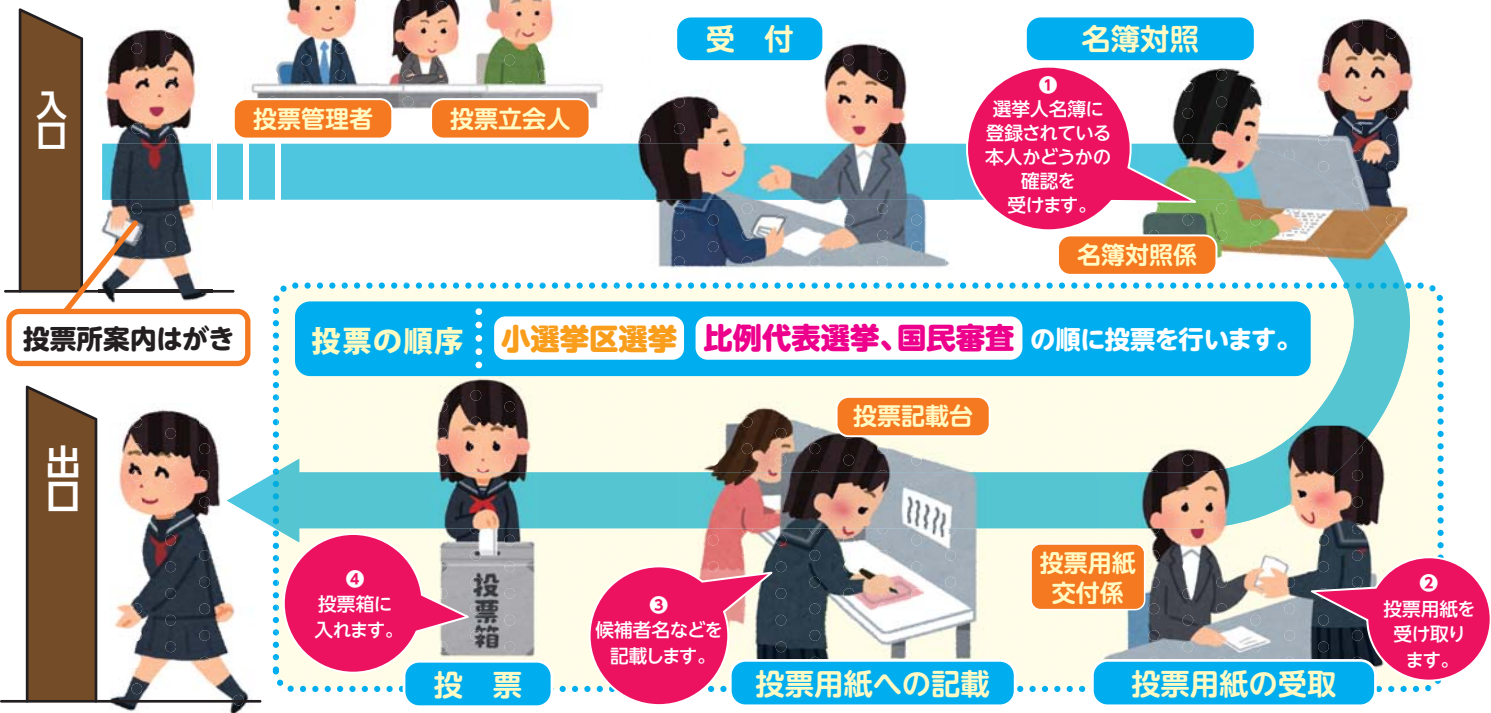 入口
投票管理者
投票立会人
受 付
名簿対照
❶
選挙人名簿に
登録されている
本人かどうかの
確認を
受けます。
名簿対照係
投票所案内はがき
投票の順序
小選挙区選挙 比例代表選挙、国民審査 の順に投票を行います。
投票用紙
交付係
❷
投票用紙を
受け取り
ます。
投票用紙の受取
投票記載台
❸
候補者名などを
記載します。
投票用紙への記載
❹
投票箱に
入れます。
投票箱
投 票
出口